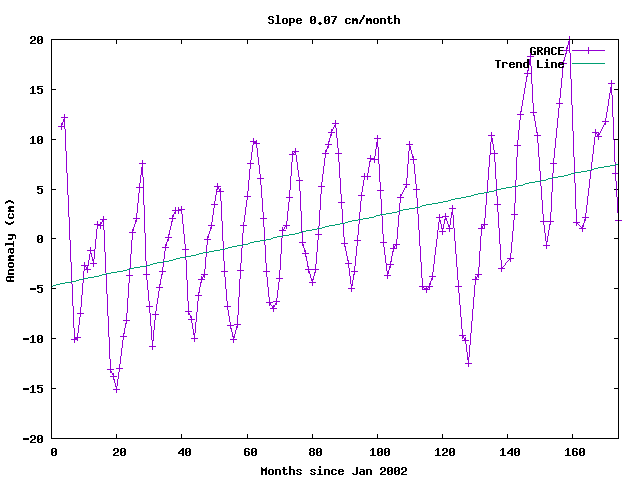 Slope 0.07 cm/month
GRACE
Trend Line
20
15
10
5
0
-5
-10
-15
-20
Anomaly (cm)
0 20 40 60 80 100 120 140 160
Months since Jan 2002